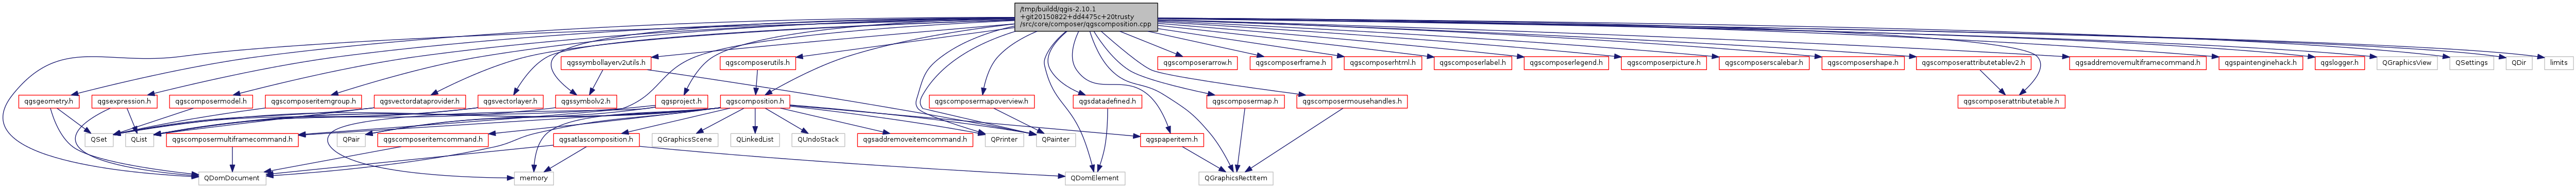 /tmp/buildd/qgis-2.10.1
+git20150822+dd4475c+20trusty
/src/core/composer/qgscomposition.cpp
qgssymbollayerv2utils.h
qgscomposerutils.h
qgscomposerarrow.h
qgscomposerframe.h
qgscomposerhtml.h
qgscomposerlabel.h
qgscomposerlegend.h
qgscomposerpicture.h
qgscomposerscalebar.h
qgscomposershape.h
qgscomposerattributetablev2.h
qgsaddremovemultiframecommand.h
qgspaintenginehack.h
qgslogger.h
QGraphicsView
QSettings
QDir
limits
qgsgeometry.h
qgsexpression.h
qgscomposermodel.h
qgscomposeritemgroup.h
qgsvectordataprovider.h
qgsvectorlayer.h
qgssymbolv2.h
qgsproject.h
qgscomposition.h
qgscomposermapoverview.h
qgsdatadefined.h
qgscomposermap.h
qgscomposermousehandles.h
qgscomposerattributetable.h
QSet
QList
qgscomposermultiframecommand.h
QPair
qgscomposeritemcommand.h
qgsatlascomposition.h
QGraphicsScene
QLinkedList
QUndoStack
qgsaddremoveitemcommand.h
QPrinter
QPainter
qgspaperitem.h
QDomDocument
memory
QDomElement
QGraphicsRectItem